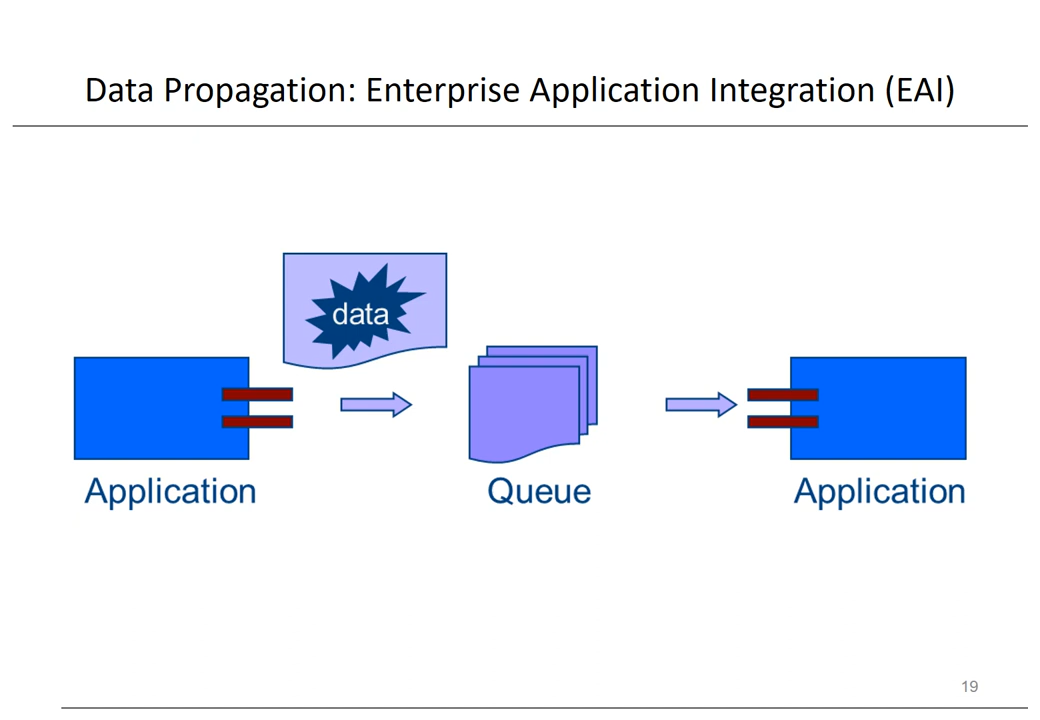 Data Propagation: Enterprise Application Integration (EAI)
data
Application
Queue
Application
19